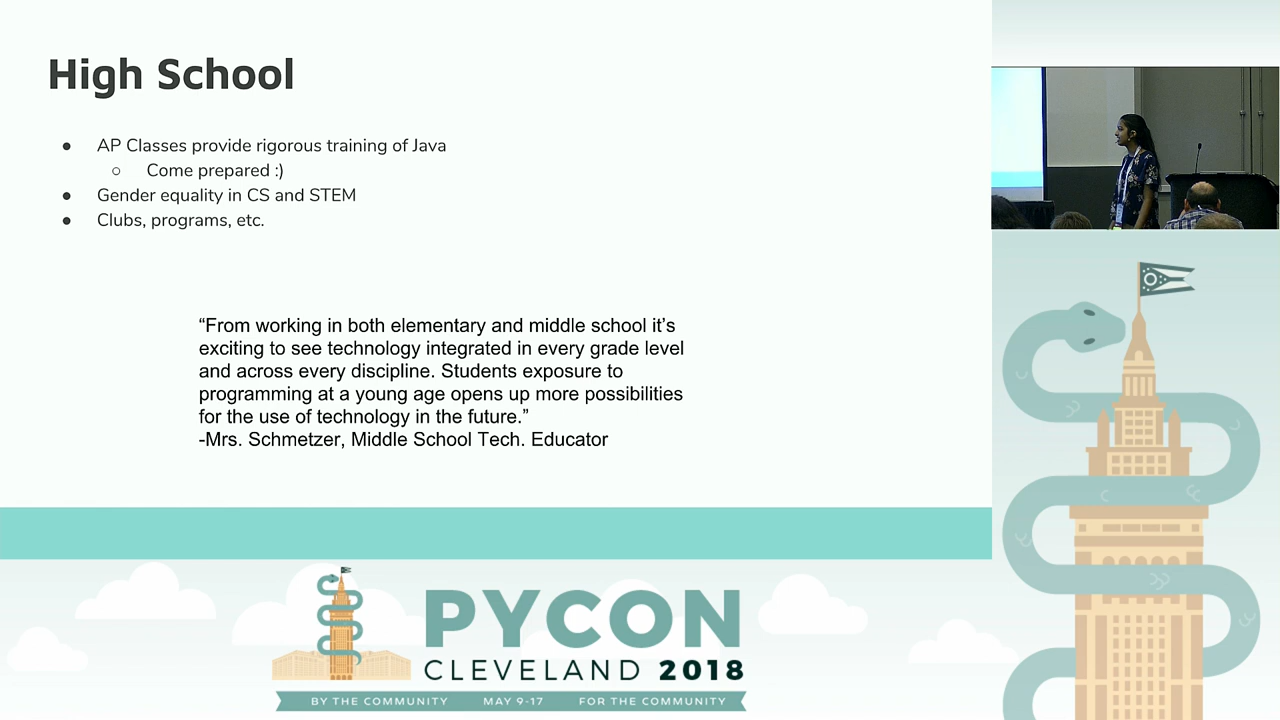 High School
● AP Classes provide rigorous training of Java
○ Come prepared :)
● Gender equality in CS and STEM
● Clubs, programs, etc.
“From working in both elementary and middle school it’s
exciting to see technology integrated in every grade level
and across every discipline. Students exposure to
programming at a young age opens up more possibilities
for the use of technology in the future.”
-Mrs. Schmetzer, Middle School Tech. Educator
PYCON
CLEVELAND 2018
BY THE COMMUNITY MAY 9-17 FOR THE COMMUNITY